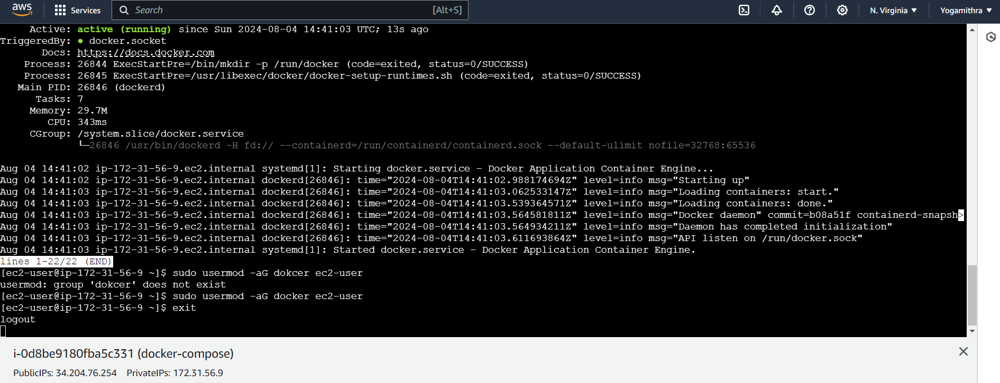 aws
Services
Search
[Alt+S]
N. Virginia
Yogamithra
Active: active (running) since Sun 2024-08-04 14:41:03 UTC; 13s ago
TriggeredBy: ● docker.socket
Docs: https://docs.docker.com
Process: 26844 ExecStartPre=/bin/mkdir -p /run/docker (code=exited, status=0/SUCCESS)
Process: 26845 ExecStartPre=/usr/libexec/docker/docker-setup-runtimes.sh (code=exited, status=0/SUCCESS)
Main PID: 26846 (dockerd)
Tasks: 7
Memory: 29.7M
CPU: 343ms
CGroup: /system.slice/docker.service
└─26846 /usr/bin/dockerd -H fd:// --containerd=/run/containerd/containerd.sock --default-ulimit nofile=32768:65536
Aug 04 14:41:02 ip-172-31-56-9.ec2.internal systemd[1]: Starting docker.service - Docker Application Container Engine...
Aug 04 14:41:02 ip-172-31-56-9.ec2.internal dockerd[26846]: time="2024-08-04T14:41:02.988174694Z" level=info msg="Starting up"
Aug 04 14:41:03 ip-172-31-56-9.ec2.internal dockerd[26846]: time="2024-08-04T14:41:03.062533147Z" level=info msg="Loading containers: start."
Aug 04 14:41:03 ip-172-31-56-9.ec2.internal dockerd[26846]: time="2024-08-04T14:41:03.539364571Z" level=info msg="Loading containers: done."
Aug 04 14:41:03 ip-172-31-56-9.ec2.internal dockerd[26846]: time="2024-08-04T14:41:03.564581811Z" level=info msg="Docker daemon" commit=b08a51f containerd-snapsh>
Aug 04 14:41:03 ip-172-31-56-9.ec2.internal dockerd[26846]: time="2024-08-04T14:41:03.564934211Z" level=info msg="Daemon has completed initialization"
Aug 04 14:41:03 ip-172-31-56-9.ec2.internal dockerd[26846]: time="2024-08-04T14:41:03.611693864Z" level=info msg="API listen on /run/docker.sock"
Aug 04 14:41:03 ip-172-31-56-9.ec2.internal systemd[1]: Started docker.service - Docker Application Container Engine.
lines 1-22/22 (END)
[ec2-user@ip-172-31-56-9 ~]$ sudo usermod -aG dokcer ec2-user
usermod: group 'dokcer' does not exist
[ec2-user@ip-172-31-56-9 ~]$ sudo usermod -aG docker ec2-user
[ec2-user@ip-172-31-56-9 ~]$ exit
logout
i-0d8be9180fba5c331 (docker-compose)
PublicIPs: 34.204.76.254 PrivateIPs: 172.31.56.9